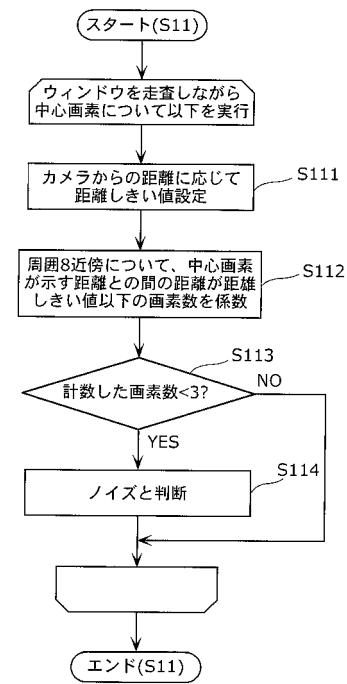 スタート(S11)
ウィンドウを走査しながら
中心画素について以下を実行
カメラからの距離に応じて
距離しきい値設定
S111
周囲8近傍について、中心画素
が示す距離との間の距離が距雄
しきい値以下の画素数を係数
S112
計数した画素数<3?
S113
NO
YES
ノイズと判断
S114
エンド(S11)